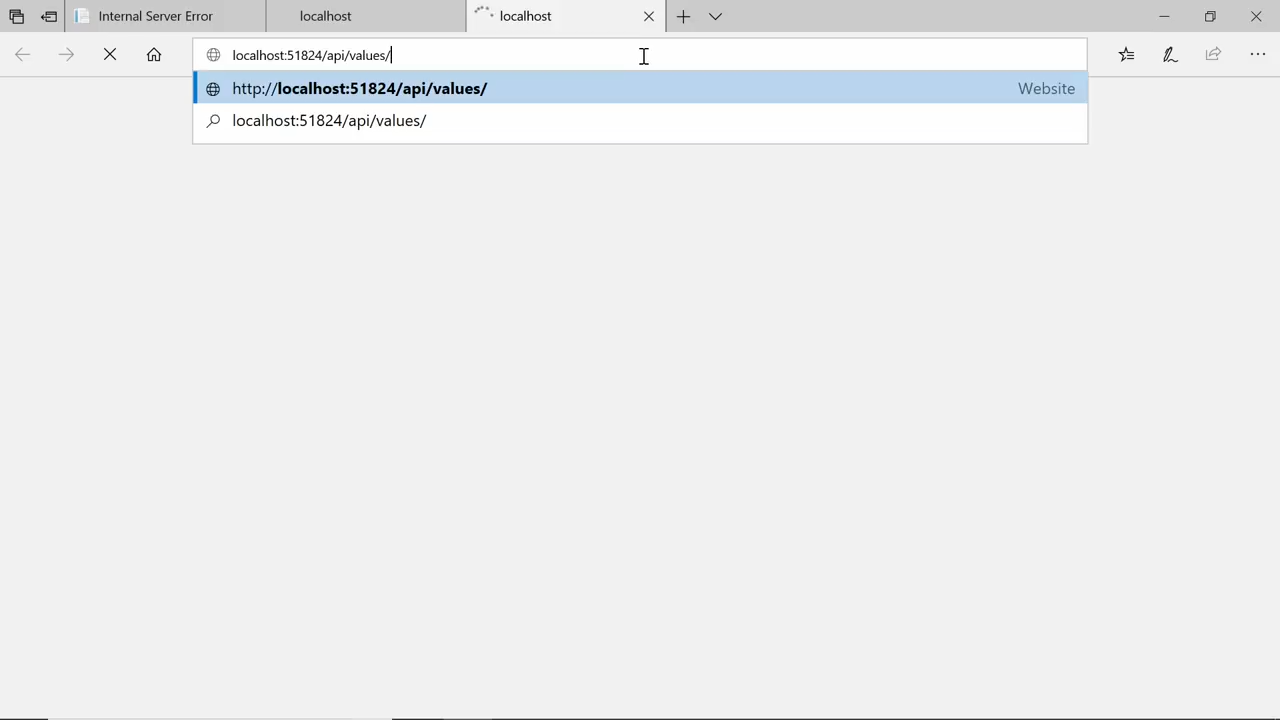 Internal Server Error
localhost
localhost
localhost:51824/api/values/
http://localhost:51824/api/values/ Website
localhost:51824/api/values/